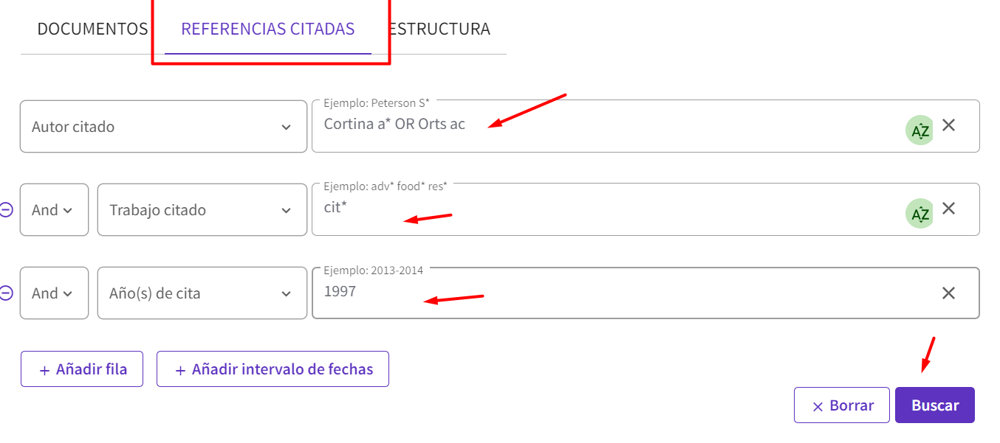 DOCUMENTOS REFERENCIAS CITADAS ESTRUCTURA
Ejemplo: Peterson S*
Autor citado Cortina a* OR Orts ac AZ
Ejemplo: adv* food* res*
And Trabajo citado cit* AZ
Ejemplo: 2013-2014
And Año(s) de cita 1997
+ Añadir fila + Añadir intervalo de fechas
× Borrar Buscar